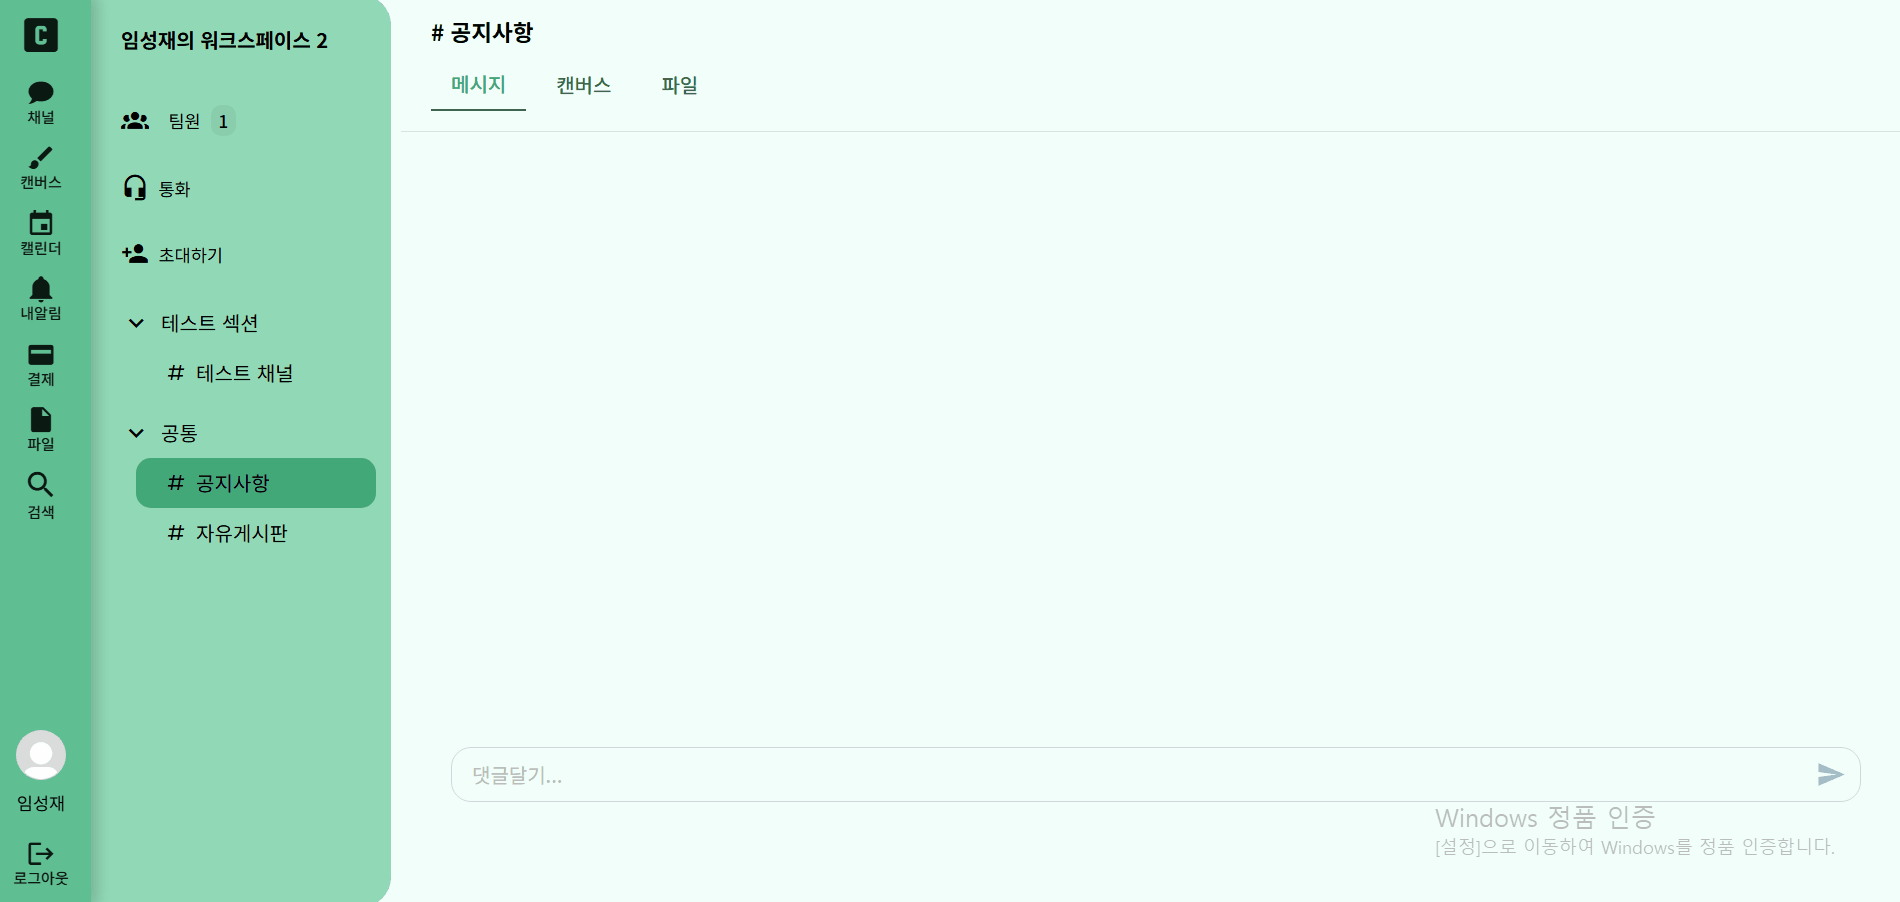 C
채널
캔버스
캘린더
내알림
결제
파일
검색
임성재
로그아웃
임성재의 워크스페이스 2
팀원 1
통화
초대하기
테스트 섹션
# 테스트 채널
공통
# 공지사항
# 자유게시판
# 공지사항
메시지 캔버스 파일
댓글달기...
Windows 정품 인증
[설정]으로 이동하여 Windows를 정품 인증합니다.